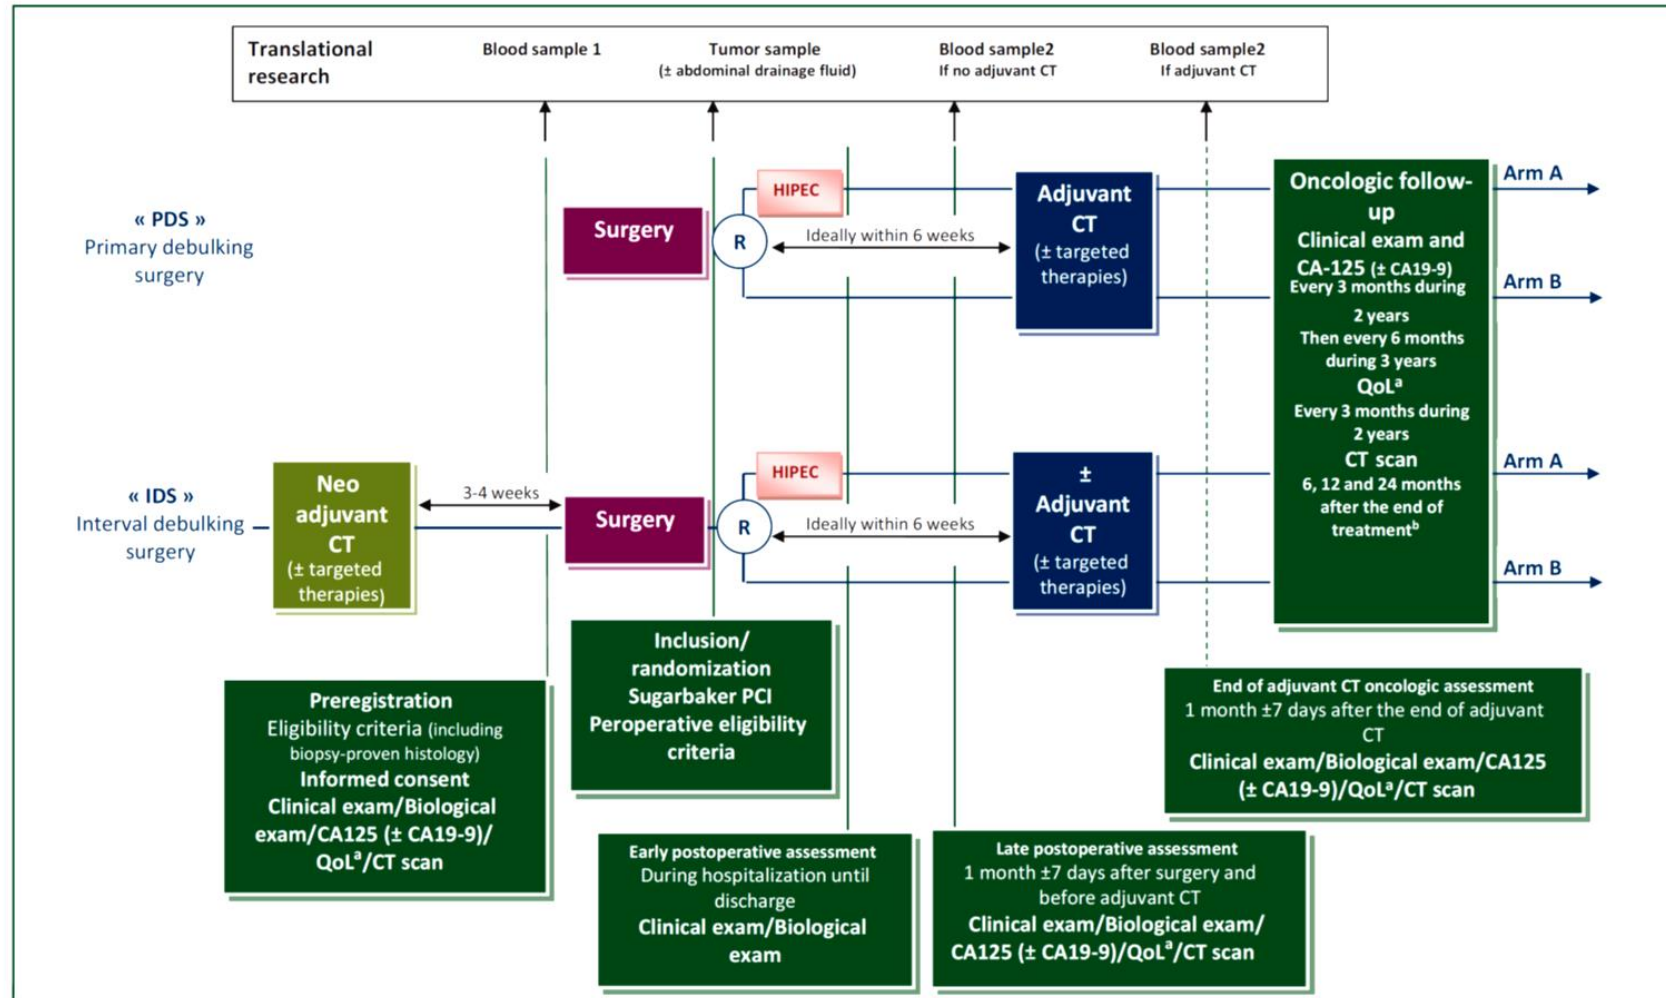 Translational
research
Blood sample 1
Tumor sample
(± abdominal drainage fluid)
Blood sample2
If no adjuvant CT
Blood sample2
If adjuvant CT
« PDS »
Primary debulking
surgery
Surgery
R
HIPEC
Ideally within 6 weeks
Adjuvant
CT
(± targeted
therapies)
Arm A
Arm B
« IDS »
Interval debulking
surgery
Neo
adjuvant
CT
(± targeted
therapies)
3-4 weeks
Surgery
R
HIPEC
Ideally within 6 weeks
±
Adjuvant
CT
(± targeted
therapies)
Arm A
Arm B
Oncologic follow-
up
Clinical exam and
CA-125 (± CA19-9)
Every 3 months during
2 years
Then every 6 months
during 3 years
QoLᵃ
Every 3 months during
2 years
CT scan
6, 12 and 24 months
after the end of
treatmentᵇ
Preregistration
Eligibility criteria (including
biopsy-proven histology)
Informed consent
Clinical exam/Biological
exam/CA125 (± CA19-9)/
QoLᵃ/CT scan
Inclusion/
randomization
Sugarbaker PCI
Peroperative eligibility
criteria
Early postoperative assessment
During hospitalization until
discharge
Clinical exam/Biological
exam
Late postoperative assessment
1 month ±7 days after surgery and
before adjuvant CT
Clinical exam/Biological exam/
CA125 (± CA19-9)/QoLᵃ/CT scan
End of adjuvant CT oncologic assessment
1 month ±7 days after the end of adjuvant
CT
Clinical exam/Biological exam/CA125
(± CA19-9)/QoLᵃ/CT scan